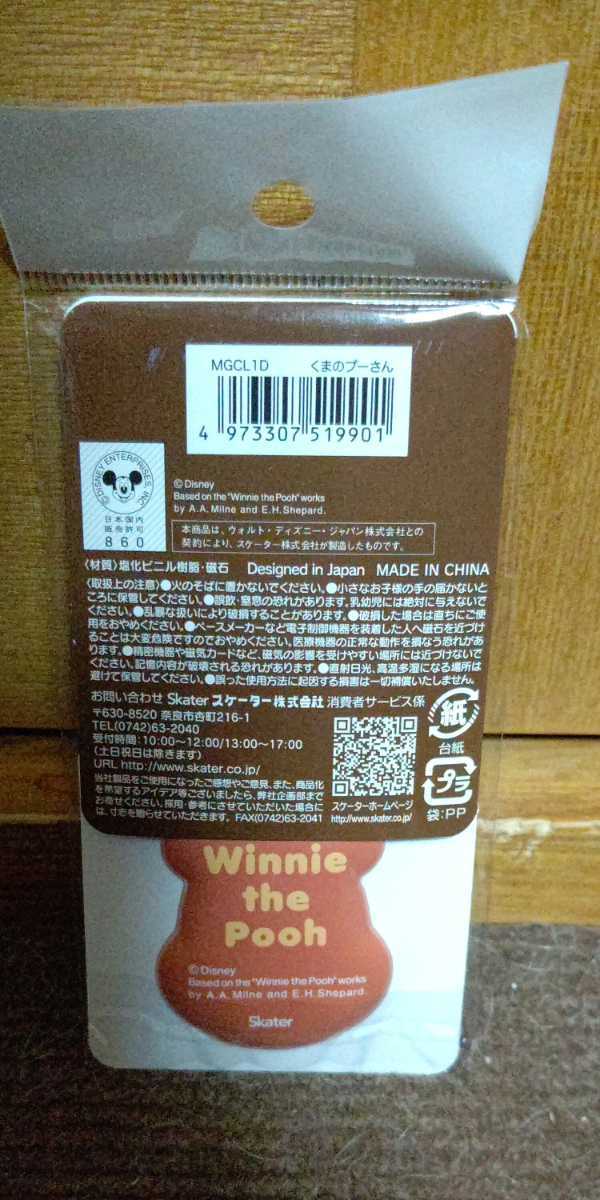 MGCL1D くまのプーさん
4 973307 519901
©DISNEY ENTERPRISES, INC.
日本国内
販売許可
860
©Disney
Based on the "Winnie the Pooh" works
by A.A. Milne and E.H. Shepard.
本商品は、ウォルト・ディズニー・ジャパン株式会社との
契約により、スケーター株式会社が製造したものです。
〈材質〉塩化ビニル樹脂・磁石 Designed in Japan MADE IN CHINA
〈取扱上の注意〉●火のそばに置かないでください。●小さなお子様の手の届かないと
ころに保管してください。●誤飲・窒息の恐れがあります。乳幼児には絶対に与えないで
ください。●乱暴な扱いにより破損することがあります。●破損した場合は直ちにご使
用をおやめください。●ペースメーカーなど電子制御機器を装着した人へ磁石を近づけ
ることは大変危険ですのでおやめください。医療機器の正常な動作を損なう恐れがあ
ります。●精密機器や磁気カードなど、磁気の影響を受けやすい場所には近づけないで
ください。記憶内容が破壊される恐れがあります。●直射日光、高温多湿になる場所は
避けて保管してください。●誤った使用方法に起因する損害は一切補償いたしません。
お問い合わせ Skater スケーター株式会社 消費者サービス係
〒630-8520 奈良市杏町216-1
TEL(0742)63-2040
受付時間:10:00~12:00/13:00~17:00
(土日祝日は除きます)
URL http://www.skater.co.jp/
当社製品をご使用になったご感想やご意見、また、商品化
を希望するアイデア等ございましたら、弊社企画部まで
お寄せください。採用・参考にさせていただいた場合に
は、寸志を贈らせていただきます。 FAX(0742)63-2041
スケーターホームページ
http://www.skater.co.jp/
紙
台紙
プラ
袋:PP
Winnie
the
Pooh
©Disney
Based on the "Winnie the Pooh" works
by A.A. Milne and E.H. Shepard.
Skater